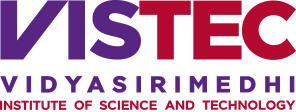 VISTEC
VIDYASIRIMEDHI
INSTITUTE OF SCIENCE AND TECHNOLOGY